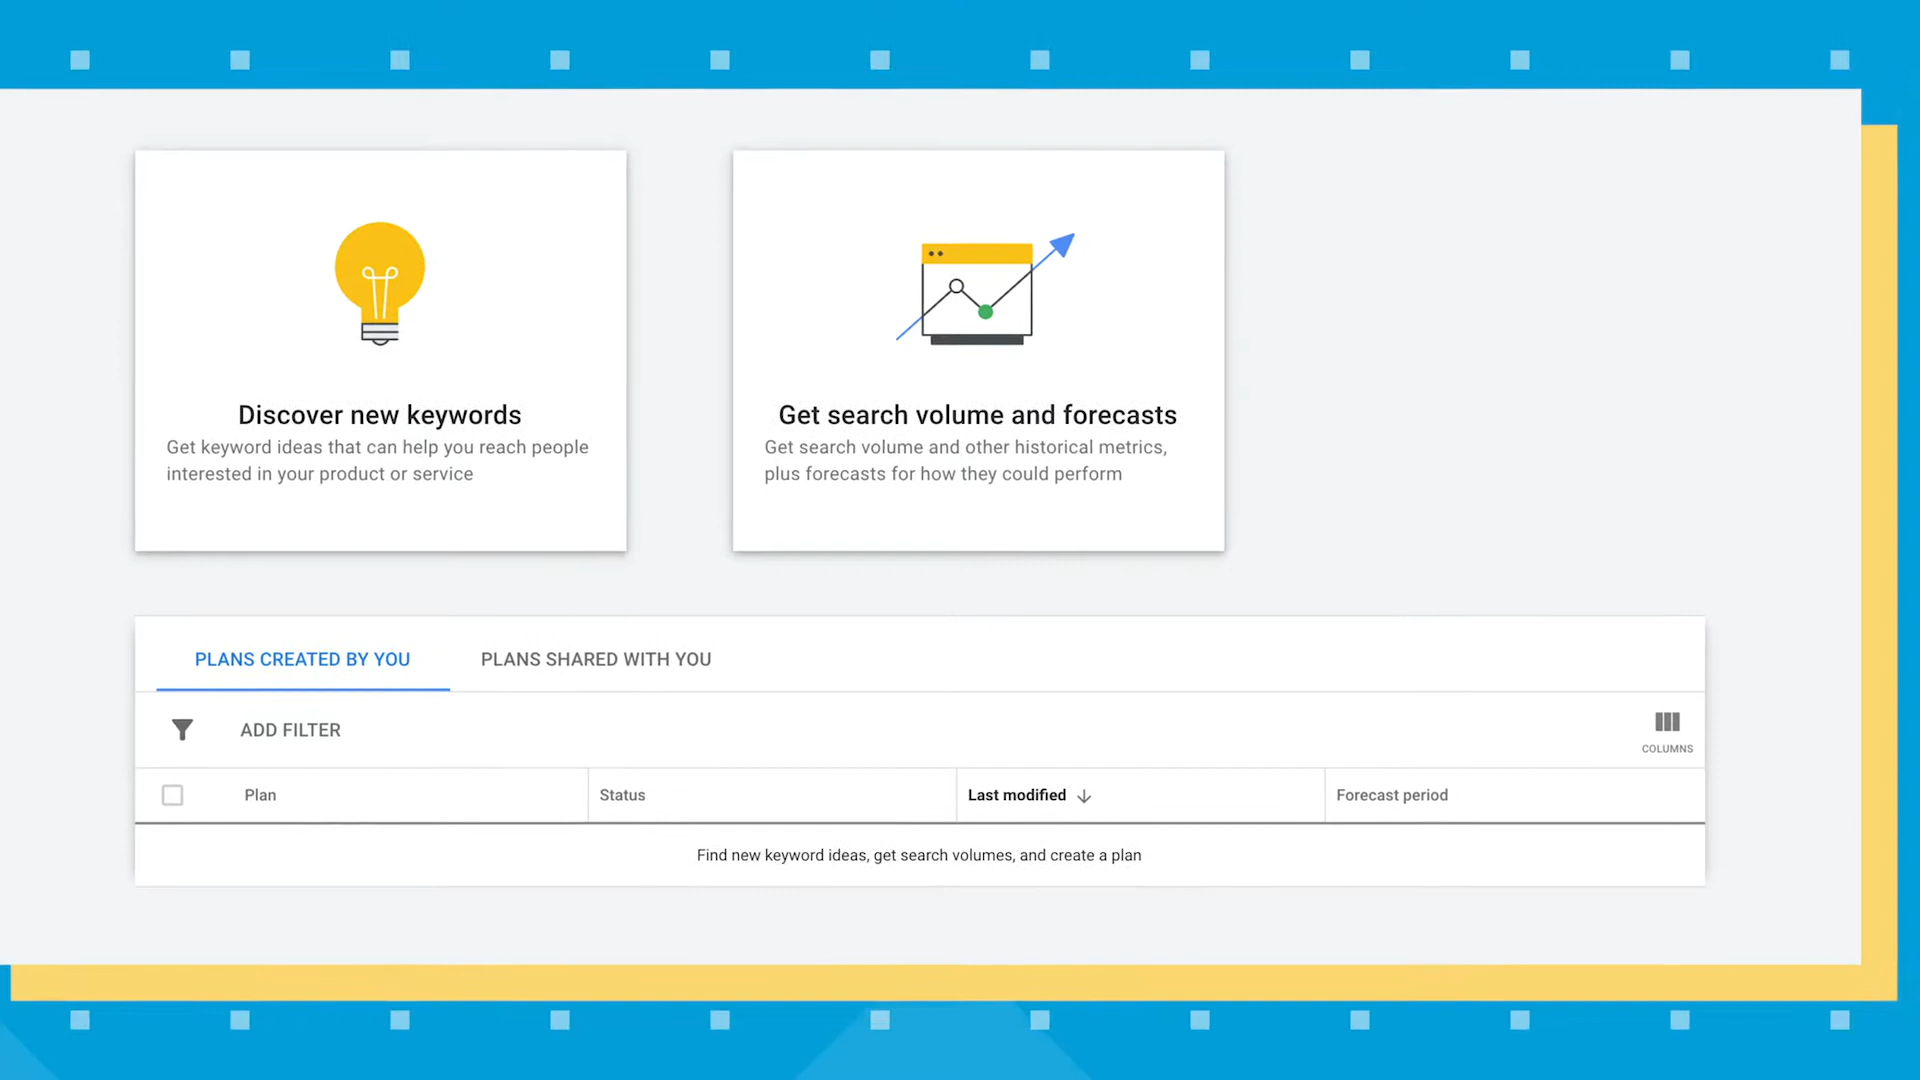 Discover new keywords
Get keyword ideas that can help you reach people
interested in your product or service
Get search volume and forecasts
Get search volume and other historical metrics,
plus forecasts for how they could perform
PLANS CREATED BY YOU
PLANS SHARED WITH YOU
ADD FILTER
COLUMNS
Plan
Status
Last modified
Forecast period
Find new keyword ideas, get search volumes, and create a plan